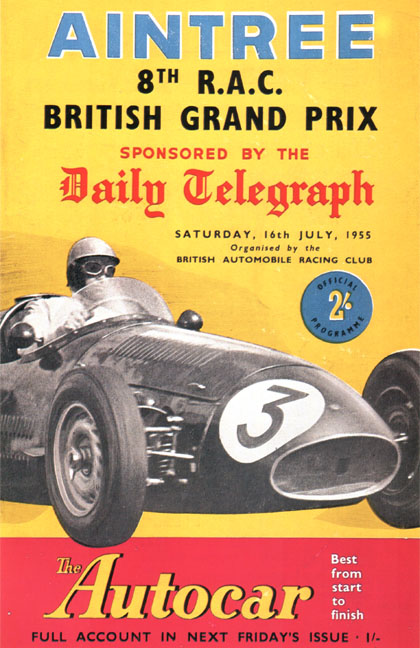 AINTREE
8TH R.A.C.
BRITISH GRAND PRIX
SPONSORED BY THE
Daily Telegraph
SATURDAY, 16th JULY, 1955
Organised by the
BRITISH AUTOMOBILE RACING CLUB
OFFICIAL
2/6
PROGRAMME
3
The
Autocar
Best
from
start
to
finish
FULL ACCOUNT IN NEXT FRIDAY'S ISSUE · 1/-